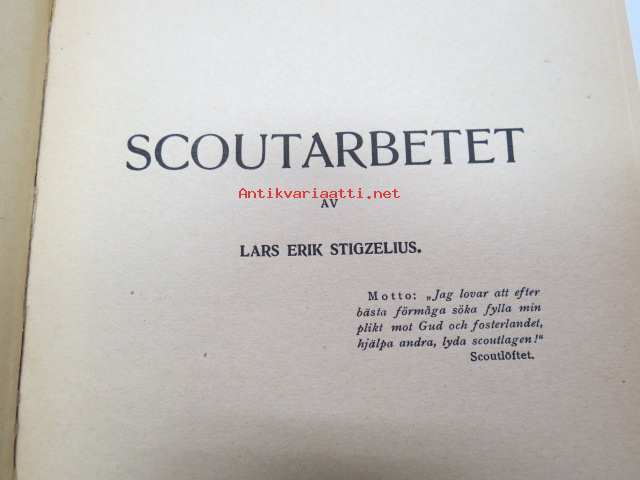 SCOUTARBETET
Antikvariaatti.net
AV
LARS ERIK STIGZELIUS.
Motto: „Jag lovar att efter
bästa förmåga söka fylla min
plikt mot Gud och fosterlandet,
hjälpa andra, lyda scoutlagen!“
Scoutlöftet.